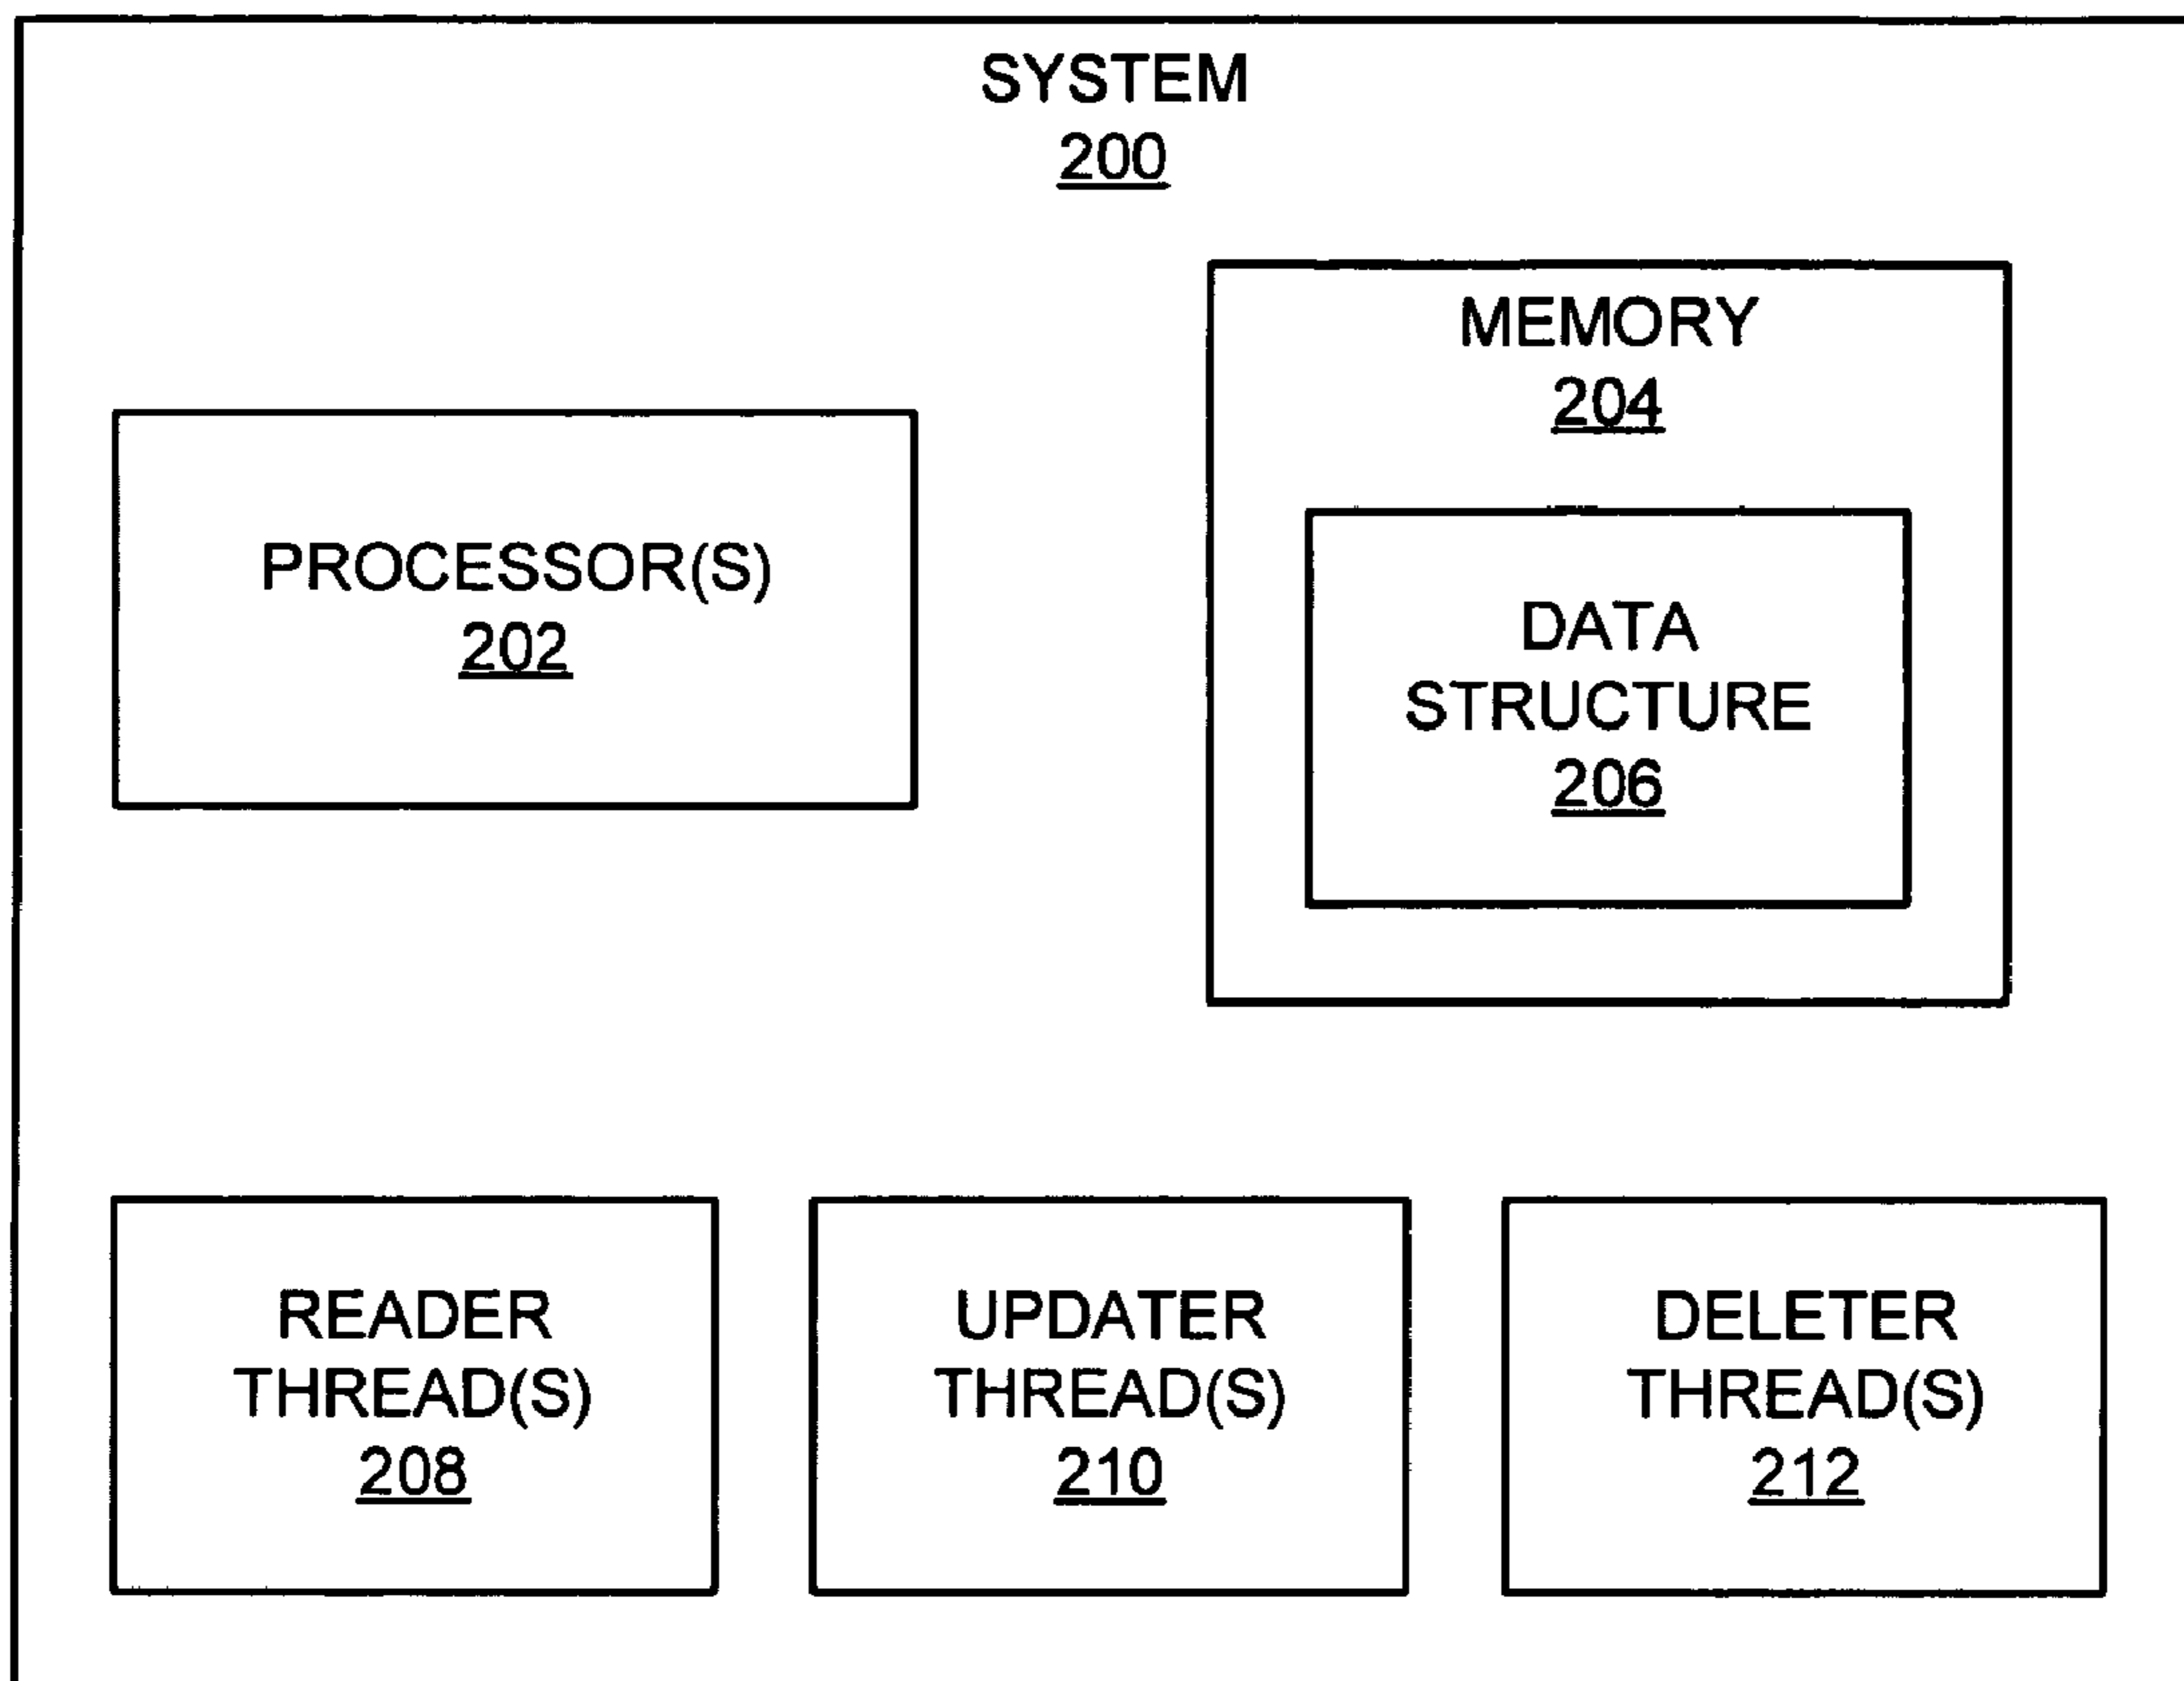 SYSTEM
200
MEMORY
204
PROCESSOR(S)
202
DATA
STRUCTURE
206
READER
THREAD(S)
208
UPDATER
THREAD(S)
210
DELETER
THREAD(S)
212